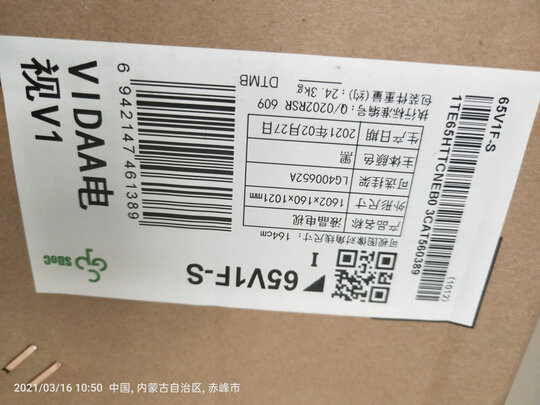 VIDAA电
视V1
6942147461389
65V1F-S
I
可视图像对角线尺寸：164cm
产品名称 液晶电视
外形尺寸 1602×160×1021mm
可选挂架 LG400652A
主体颜色 黑
生产日期 2021年02月27日
执行标准编号：Q/0202RSR 609
包装件重量(约)：24.3kg
DTMB
65V1F-S
1TE65HTTCNEB0 3CAT560389
(1012)
SBoC
2021/03/16 10:50 中国, 内蒙古自治区, 赤峰市